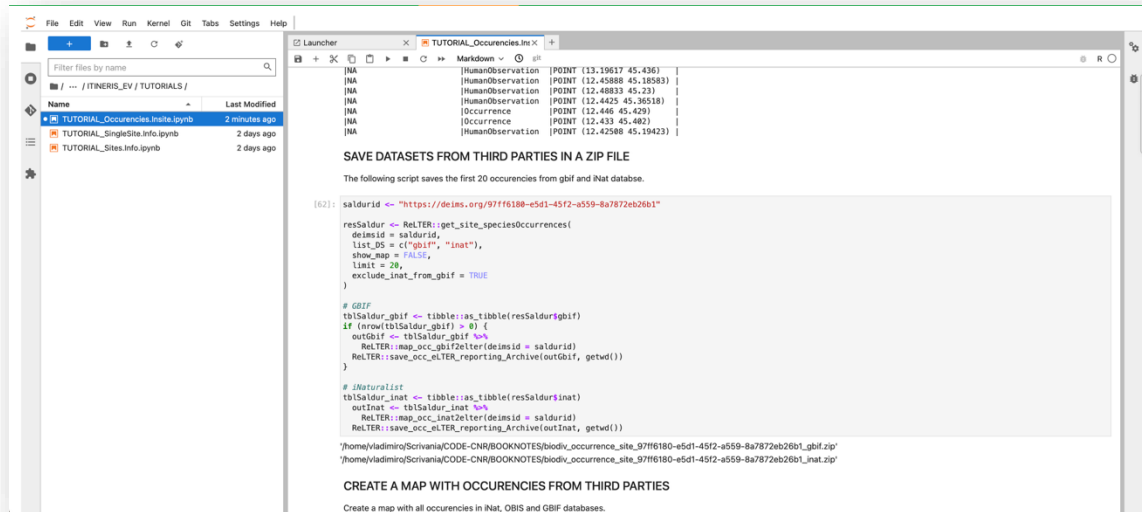 File Edit View Run Kernel Git Tabs Settings Help
Filter files by name
/ ··· / ITINERIS_EV / TUTORIALS /
Name Last Modified
TUTORIAL_Occurencies.Insite.ipynb 2 minutes ago
TUTORIAL_SingleSite.Info.ipynb 2 days ago
TUTORIAL_Sites.Info.ipynb 2 days ago
Launcher
TUTORIAL_Occurencies.Ins
Markdown
git
R
|NA |HumanObservation |POINT (13.19617 45.436) |
|NA |HumanObservation |POINT (12.45888 45.18583) |
|NA |HumanObservation |POINT (12.48833 45.23) |
|NA |HumanObservation |POINT (12.4425 45.36518) |
|NA |Occurrence |POINT (12.446 45.429) |
|NA |Occurrence |POINT (12.433 45.402) |
|NA |HumanObservation |POINT (12.42508 45.19423) |
SAVE DATASETS FROM THIRD PARTIES IN A ZIP FILE
The following script saves the first 20 occurencies from gbif and iNat databse.
[62]: saldurid <- "https://deims.org/97ff6180-e5d1-45f2-a559-8a7872eb26b1"
resSaldur <- ReLTER::get_site_speciesOccurrences(
deimsid = saldurid,
list_DS = c("gbif", "inat"),
show_map = FALSE,
limit = 20,
exclude_inat_from_gbif = TRUE
)
# GBIF
tblSaldur_gbif <- tibble::as_tibble(resSaldur$gbif)
if (nrow(tblSaldur_gbif) > 0) {
outGbif <- tblSaldur_gbif %>%
ReLTER::map_occ_gbif2elter(deimsid = saldurid)
ReLTER::save_occ_eLTER_reporting_Archive(outGbif, getwd())
}
# iNaturalist
tblSaldur_inat <- tibble::as_tibble(resSaldur$inat)
outInat <- tblSaldur_inat %>%
ReLTER::map_occ_inat2elter(deimsid = saldurid)
ReLTER::save_occ_eLTER_reporting_Archive(outInat, getwd())
'/home/vladimiro/Scrivania/CODE-CNR/BOOKNOTES/biodiv_occurrence_site_97ff6180-e5d1-45f2-a559-8a7872eb26b1_gbif.zip'
'/home/vladimiro/Scrivania/CODE-CNR/BOOKNOTES/biodiv_occurrence_site_97ff6180-e5d1-45f2-a559-8a7872eb26b1_inat.zip'
CREATE A MAP WITH OCCURENCIES FROM THIRD PARTIES
Create a map with all occurencies in iNat, OBIS and GBIF databases.